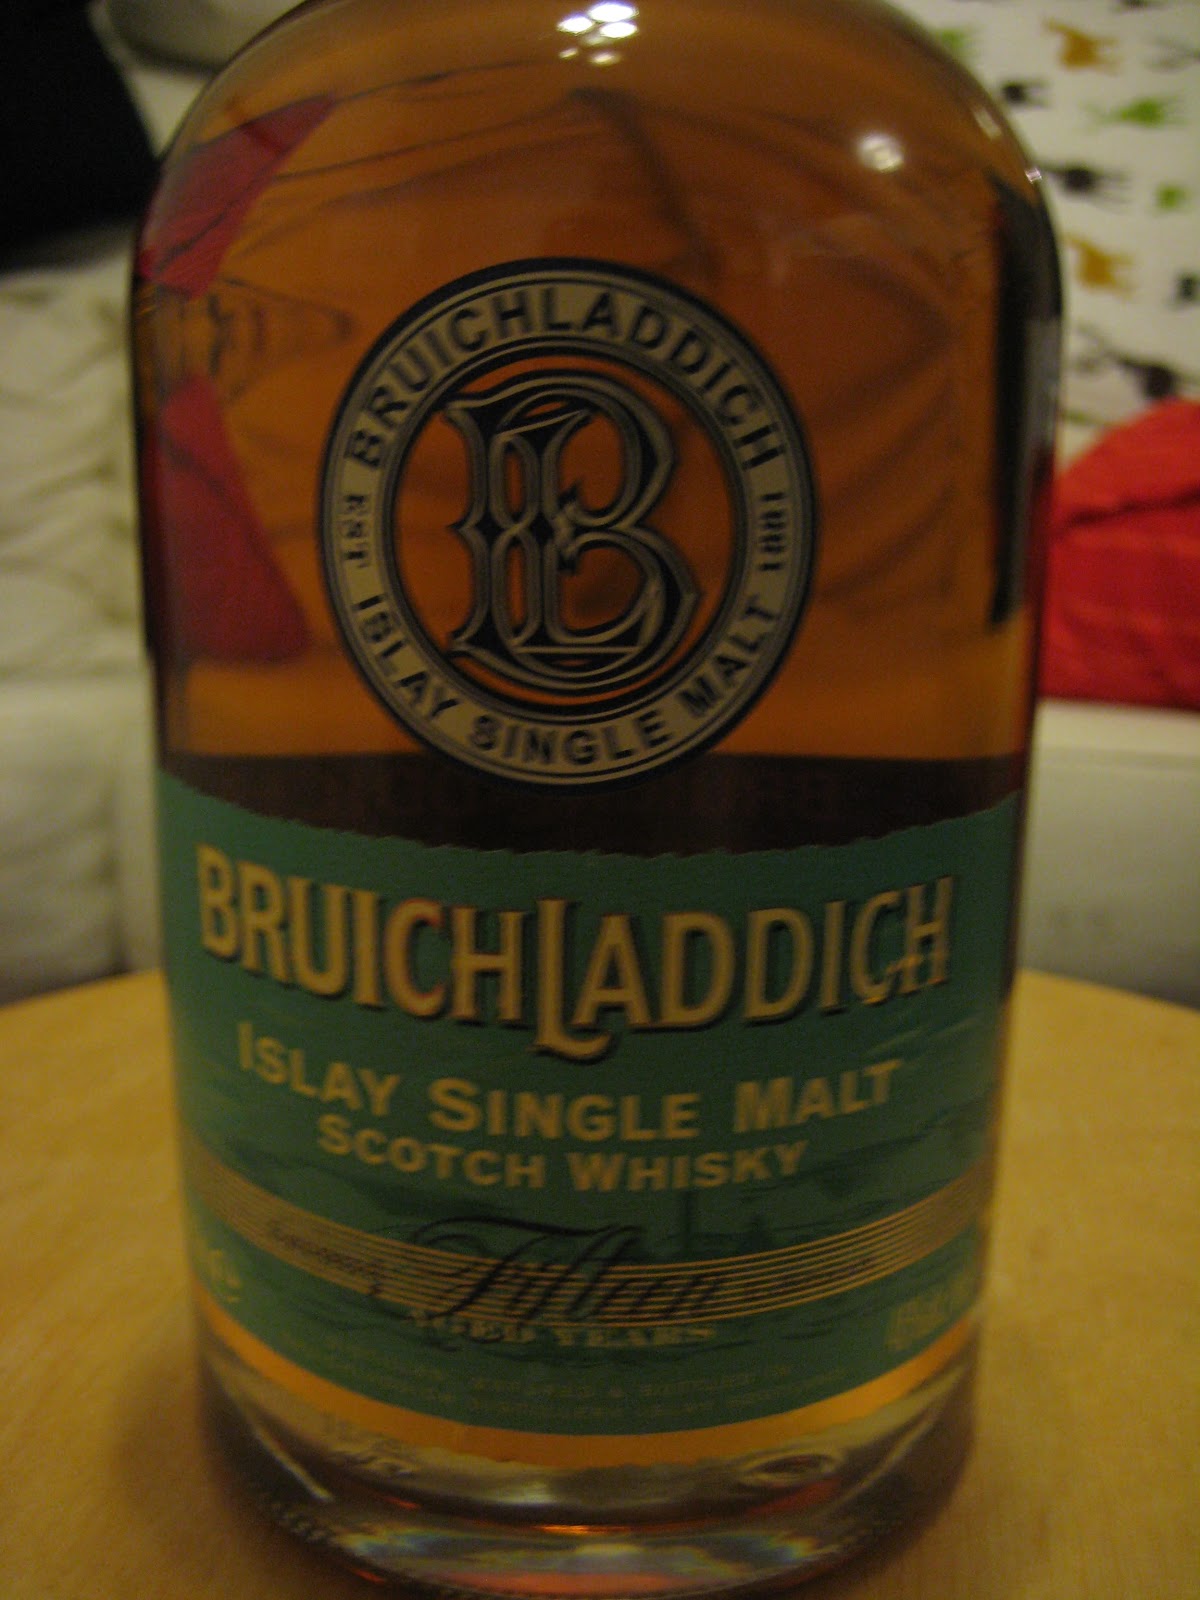 BRUICHLADDICH
EST 1881
ISLAY SINGLE MALT
B
BRUICHLADDICH
ISLAY SINGLE MALT
SCOTCH WHISKY
Fifteen
AGED YEARS